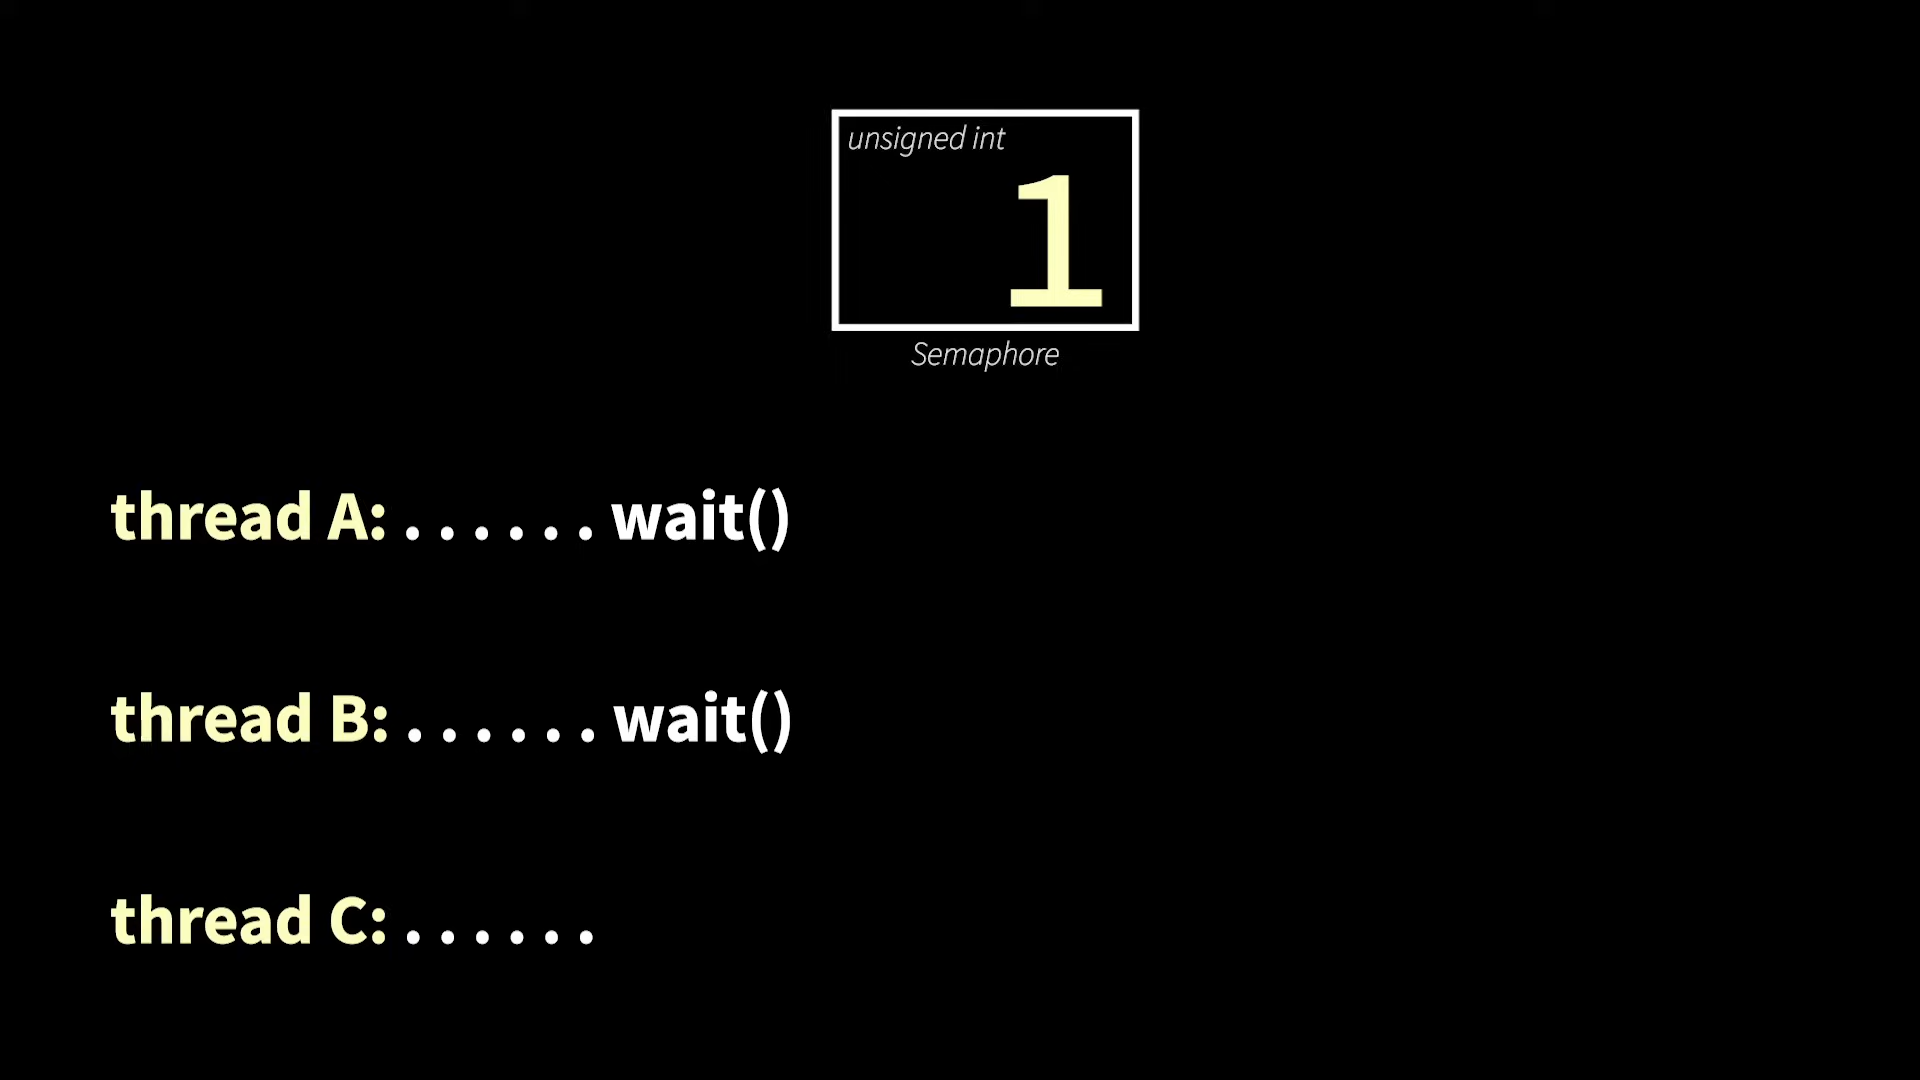 unsigned int
1
Semaphore
thread A: . . . . . . wait()
thread B: . . . . . . wait()
thread C: . . . . . .